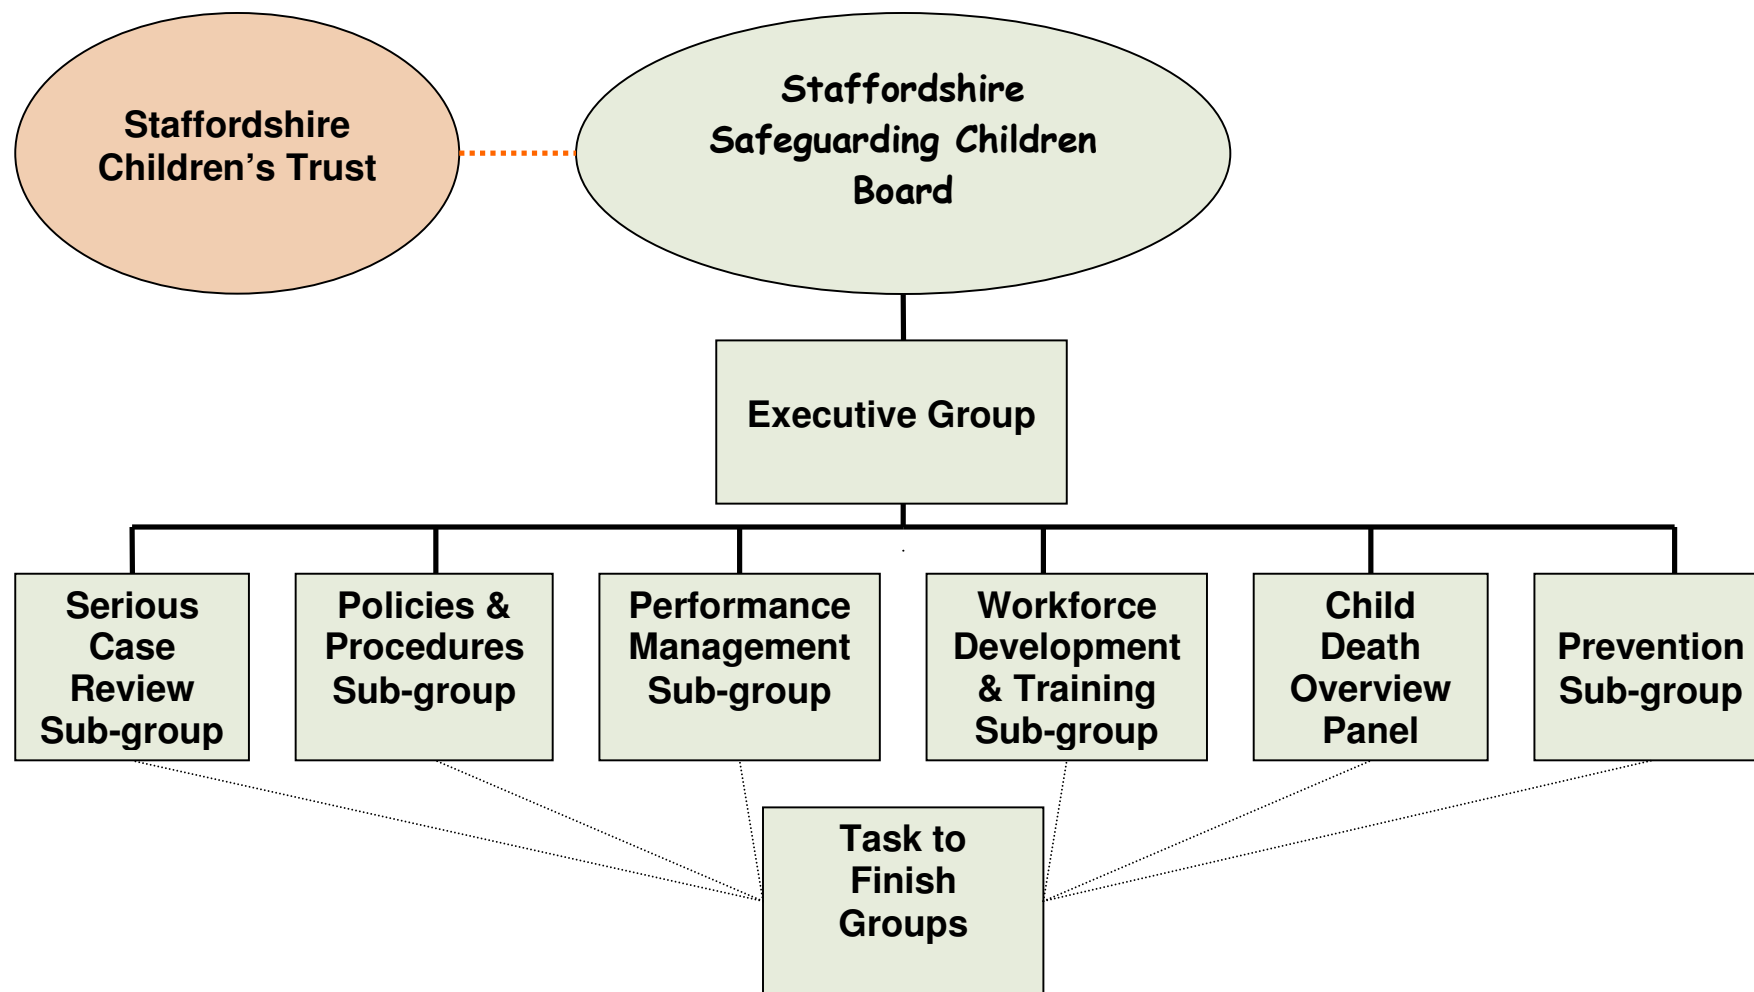 Staffordshire
Children’s Trust
Staffordshire
Safeguarding Children
Board
Executive Group
Serious
Case
Review
Sub-group
Policies &
Procedures
Sub-group
Performance
Management
Sub-group
Workforce
Development
& Training
Sub-group
Child
Death
Overview
Panel
Prevention
Sub-group
Task to
Finish
Groups